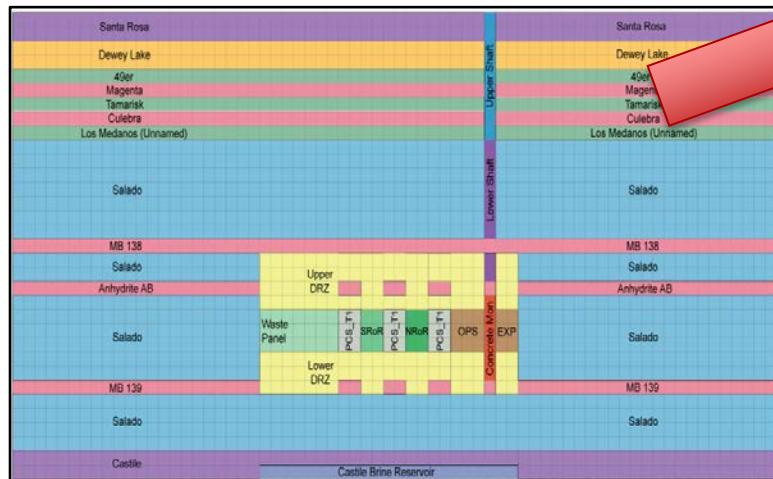 Santa Rosa
Dewey Lake
49er
Magenta
Tamarisk
Culebra
Los Medanos (Unnamed)
Salado
MB 138
Salado
Anhydrite AB
Salado
MB 139
Salado
Castile
Upper Shaft
Lower Shaft
Upper
DRZ
Waste
Panel
PCS_T1
SRoR
PCS_T1
NRoR
PCS_T1
OPS
Concrete Mon
EXP
Lower
DRZ
Castile Brine Reservoir
Santa Rosa
Dewey Lake
49er
Culebra
Los Medanos (Unnamed)
Salado
MB 138
Salado
Anhydrite AB
Salado
MB 139
Salado